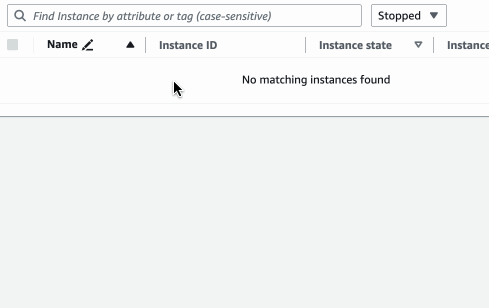 Find Instance by attribute or tag (case-sensitive) Stopped
Name Instance ID Instance state Instance
No matching instances found